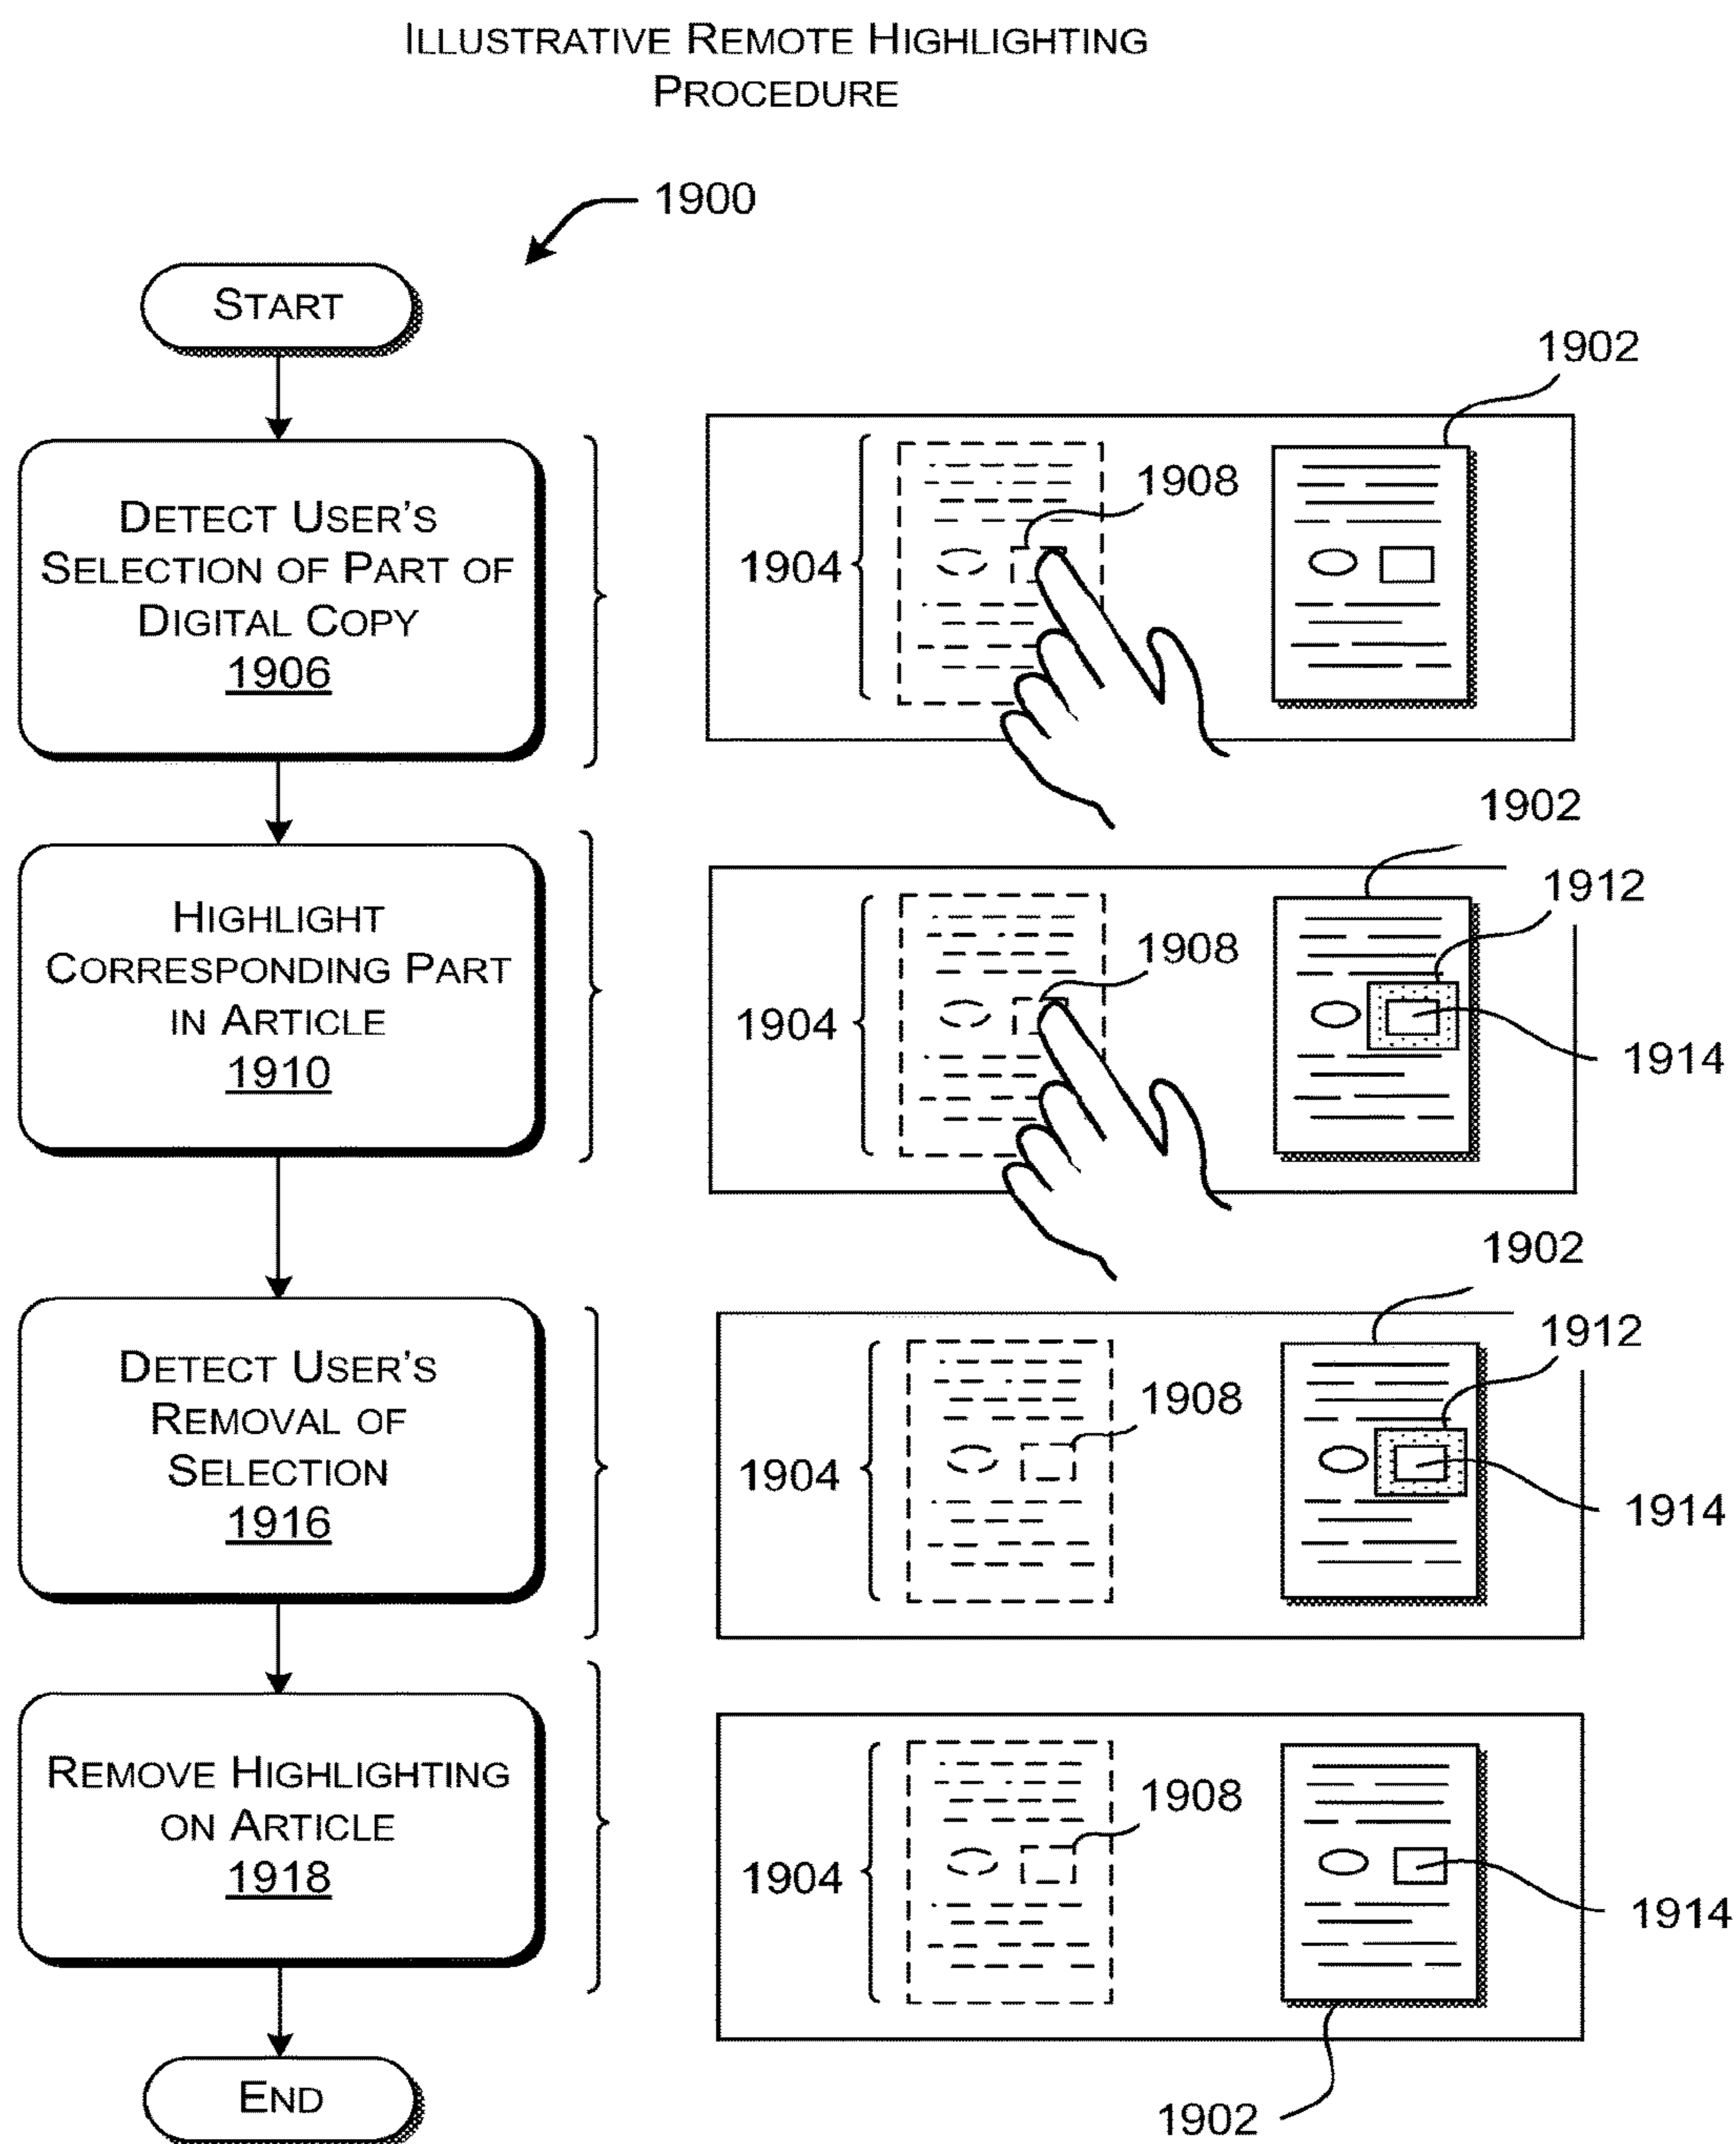 ILLUSTRATIVE REMOTE HIGHLIGHTING
PROCEDURE
1900
START
1902
DETECT USER'S
SELECTION OF PART OF
DIGITAL COPY
1906
1904
1908
1902
1912
HIGHLIGHT
CORRESPONDING PART
IN ARTICLE
1910
1904
1908
1914
1902
1912
DETECT USER'S
REMOVAL OF
SELECTION
1916
1904
1908
1914
REMOVE HIGHLIGHTING
ON ARTICLE
1918
1904
1908
1914
END
1902